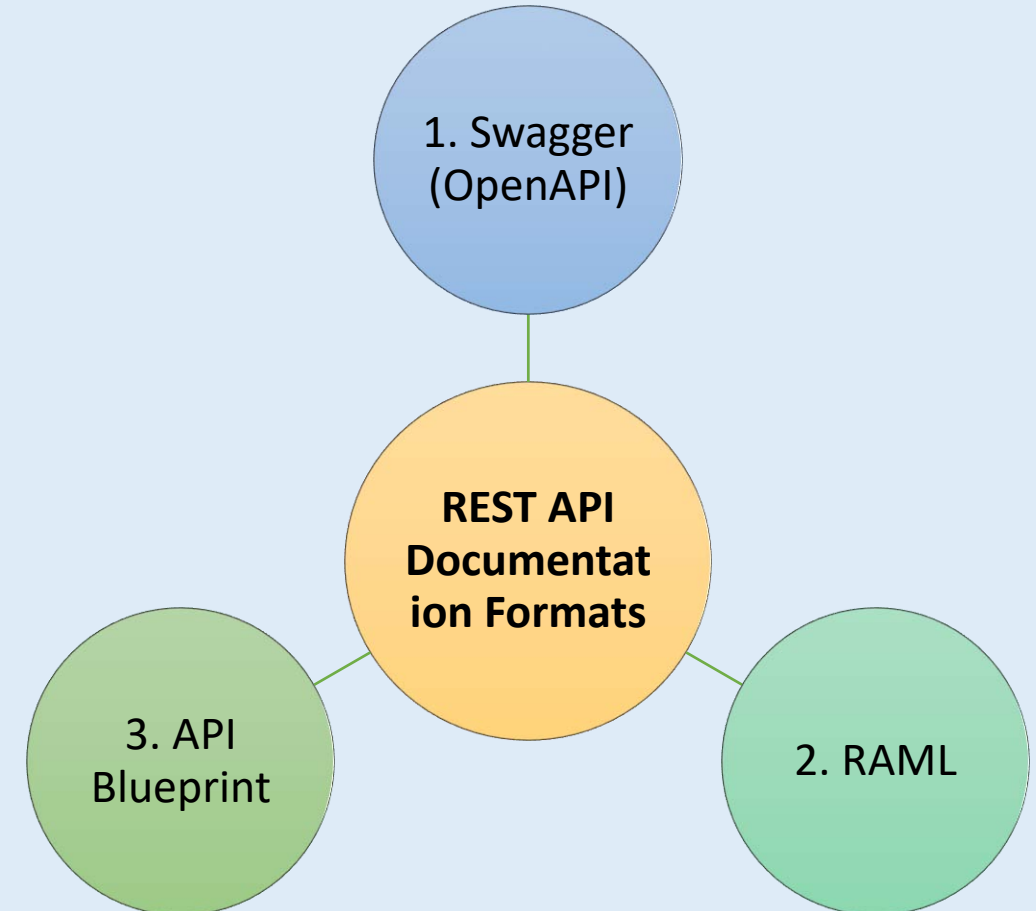 1. Swagger
(OpenAPI)
REST API
Documentat
ion Formats
3. API
Blueprint
2. RAML